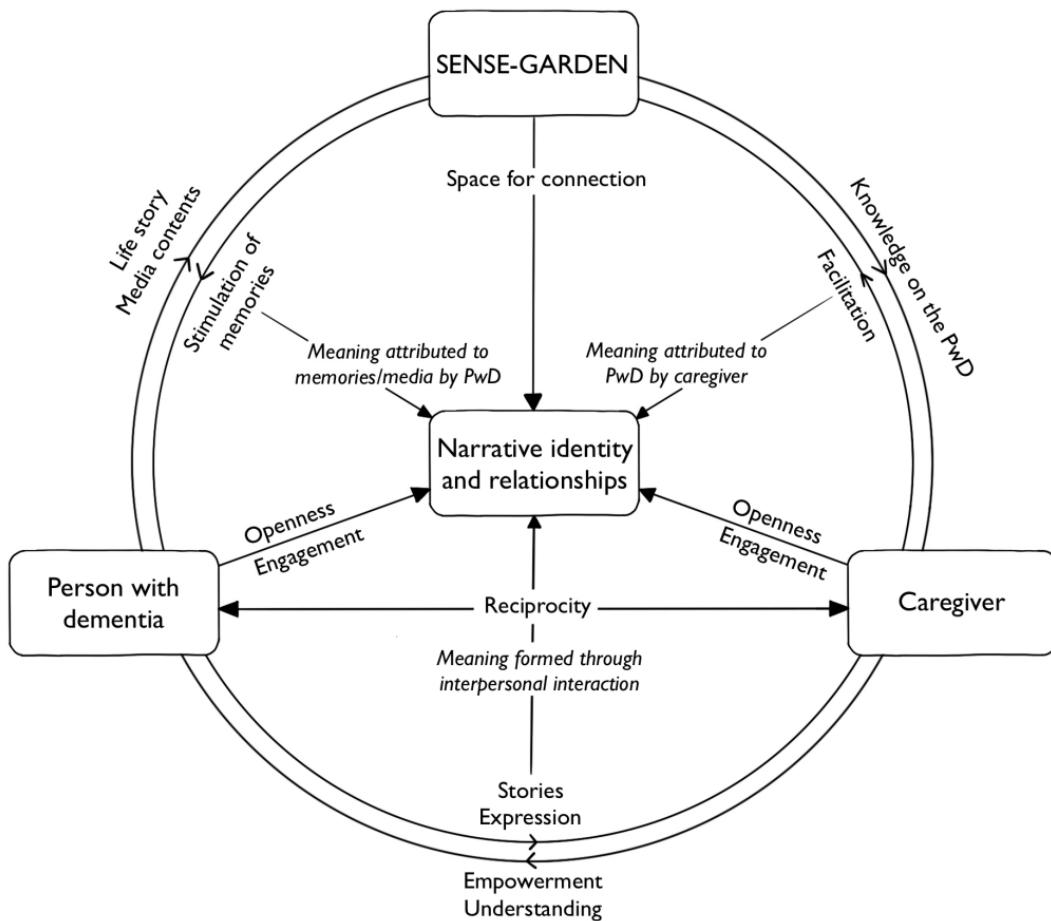 SENSE-GARDEN
Space for connection
Life story
Media contents
Stimulation of
memories
Knowledge on the PwD
Facilitation
Meaning attributed to
memories/media by PwD
Meaning attributed to
PwD by caregiver
Narrative identity
and relationships
Openness
Engagement
Openness
Engagement
Person with
dementia
Reciprocity
Caregiver
Meaning formed through
interpersonal interaction
Stories
Expression
Empowerment
Understanding